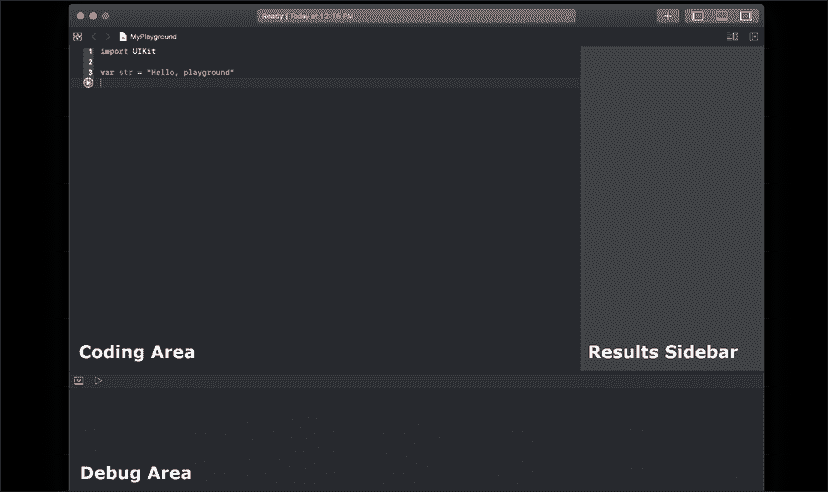 Ready | Today at 12:16 PM
MyPlayground
1 import UIKit
2
3 var str = "Hello, playground"
Coding Area
Results Sidebar
Debug Area